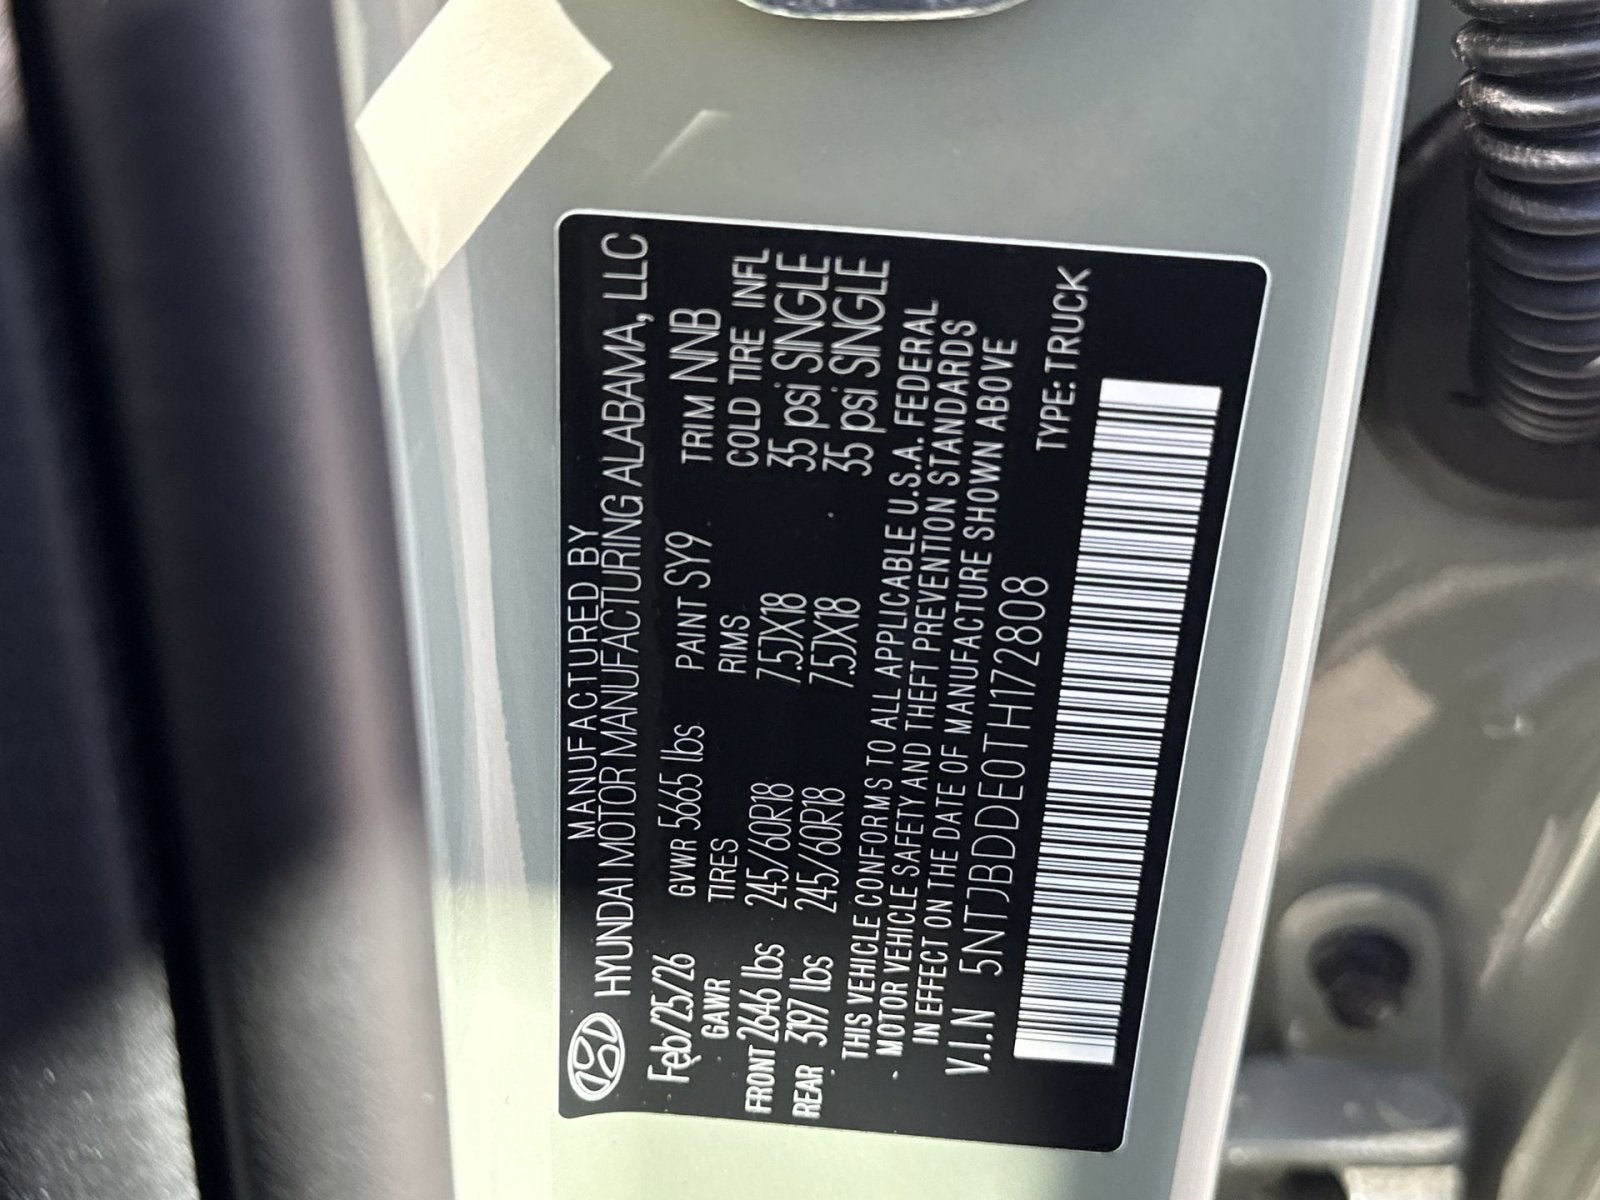 MANUFACTURED BY
HYUNDAI MOTOR MANUFACTURING ALABAMA, LLC
Feb/25/26 GVWR 5665 lbs PAINT SY9 TRIM NNB
GAWR TIRES RIMS COLD TIRE INFL
FRONT 2646 lbs 245/60R18 7.5JX18 35 psi SINGLE
REAR 3197 lbs 245/60R18 7.5JX18 35 psi SINGLE
THIS VEHICLE CONFORMS TO ALL APPLICABLE U.S.A. FEDERAL
MOTOR VEHICLE SAFETY AND THEFT PREVENTION STANDARDS
IN EFFECT ON THE DATE OF MANUFACTURE SHOWN ABOVE
V.I.N 5NTJBDDE0TH172808 TYPE: TRUCK